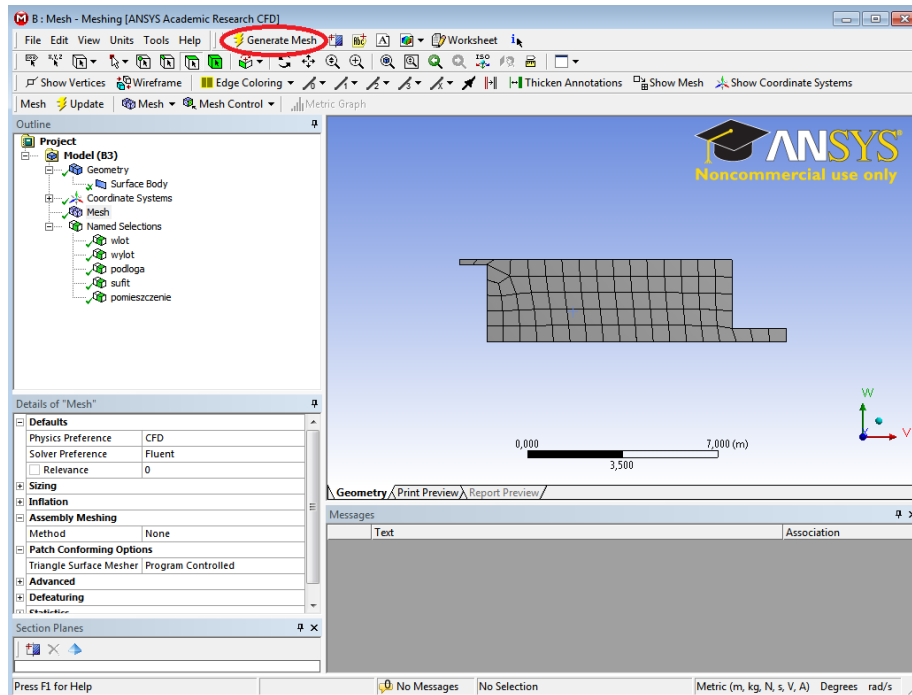 B : Mesh - Meshing [ANSYS Academic Research CFD]
File Edit View Units Tools Help Generate Mesh Worksheet
Show Vertices Wireframe Edge Coloring Thicken Annotations Show Mesh Show Coordinate Systems
Mesh Update Mesh Mesh Control Metric Graph
Outline
Project
Model (B3)
Geometry
Surface Body
Coordinate Systems
Mesh
Named Selections
wlot
wylot
podloga
sufit
pomieszczenie
ANSYS
Noncommercial use only
W
V
0,000 7,000 (m)
3,500
Geometry Print Preview Report Preview
Details of "Mesh"
Defaults
Physics Preference CFD
Solver Preference Fluent
Relevance 0
Sizing
Inflation
Assembly Meshing
Method None
Patch Conforming Options
Triangle Surface Mesher Program Controlled
Advanced
Defeaturing
Statistics
Messages
Text Association
Section Planes
Press F1 for Help No Messages No Selection Metric (m, kg, N, s, V, A) Degrees rad/s